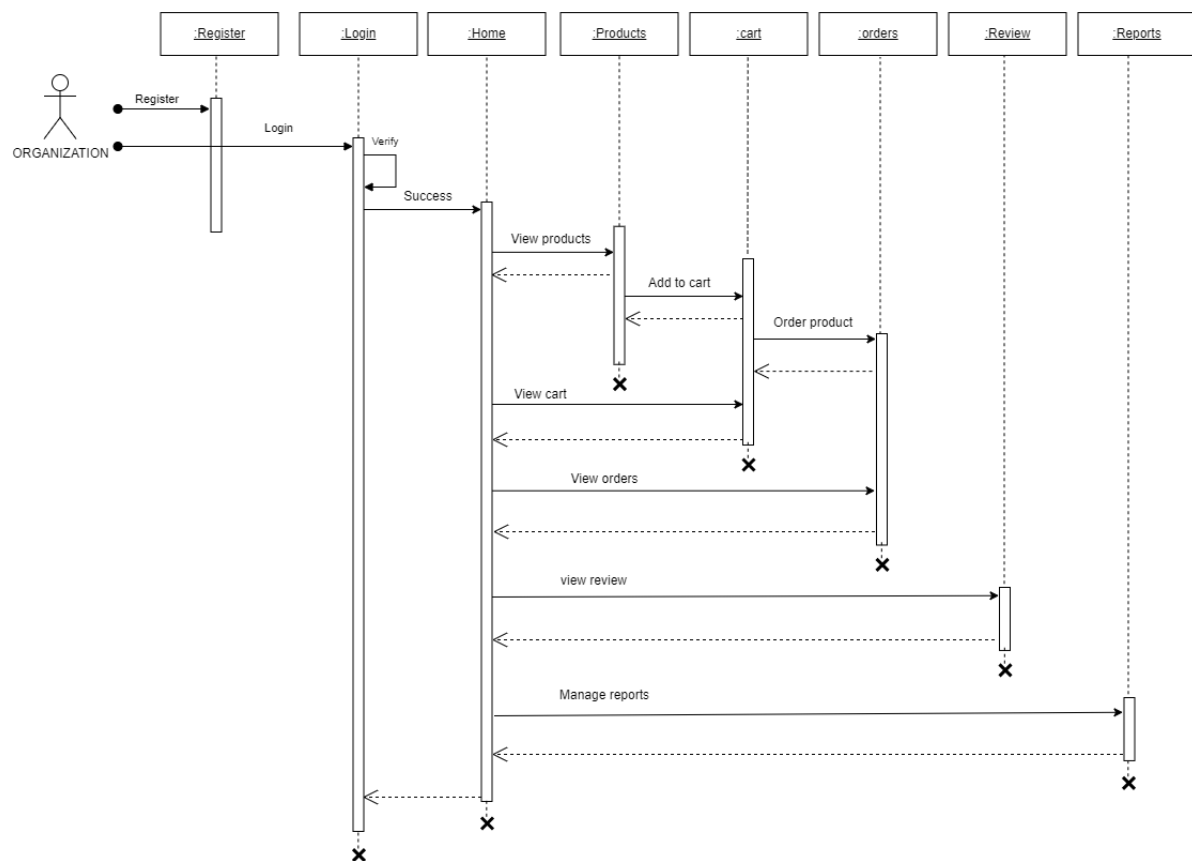 :Register
:Login
:Home
:Products
:cart
:orders
:Review
:Reports
Register
Login
Verify
ORGANIZATION
Success
View products
Add to cart
Order product
View cart
View orders
view review
Manage reports